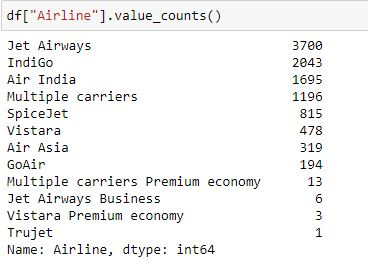 df["Airline"].value_counts()
Jet Airways 3700
IndiGo 2043
Air India 1695
Multiple carriers 1196
SpiceJet 815
Vistara 478
Air Asia 319
GoAir 194
Multiple carriers Premium economy 13
Jet Airways Business 6
Vistara Premium economy 3
Trujet 1
Name: Airline, dtype: int64